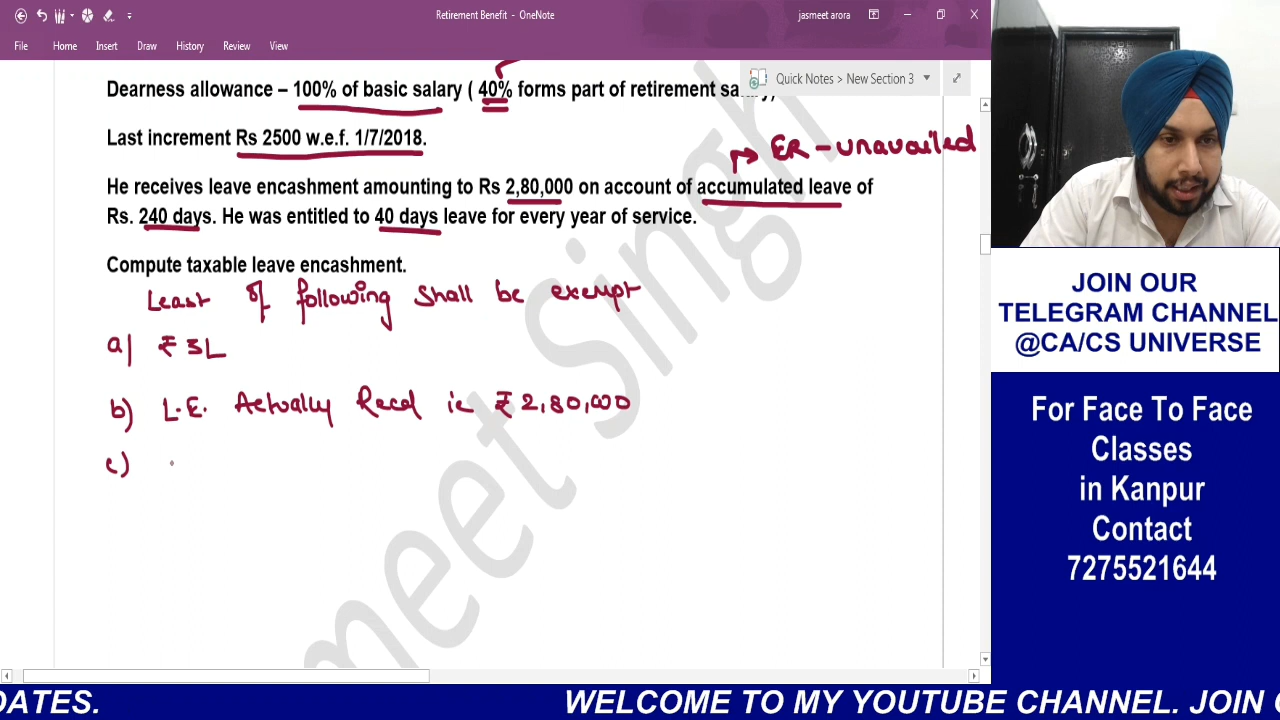 Retirement Benefit - OneNote
jasmeet arora
File Home Insert Draw History Review View
Quick Notes > New Section 3
Dearness allowance – 100% of basic salary ( 40% forms part of retirement salary)
Last increment Rs 2500 w.e.f. 1/7/2018.
ER - unavailed
He receives leave encashment amounting to Rs 2,80,000 on account of accumulated leave of
Rs. 240 days. He was entitled to 40 days leave for every year of service.
Compute taxable leave encashment.
Least of following shall be exempt
a) ₹ 3L
b) L.E. Actually Recd ie ₹ 2,80,000
c)
meet Singh
JOIN OUR
TELEGRAM CHANNEL
@CA/CS UNIVERSE
For Face To Face
Classes
in Kanpur
Contact
7275521644
DATES. WELCOME TO MY YOUTUBE CHANNEL. JOIN